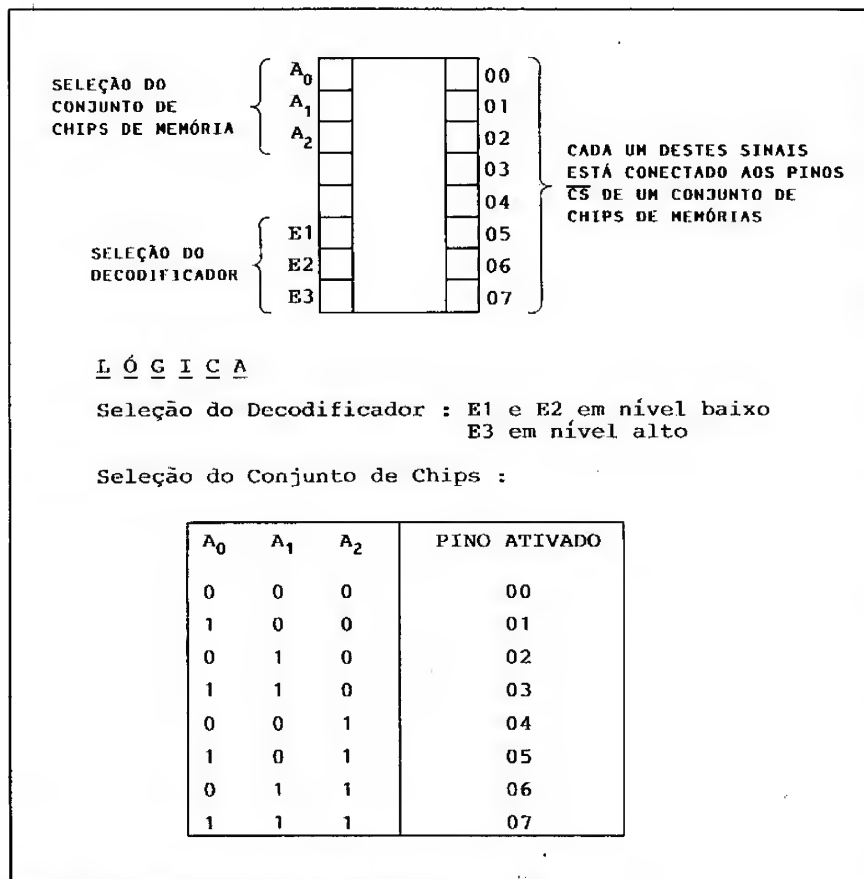 SELEÇÃO DO
CONJUNTO DE
CHIPS DE MEMÓRIA
A0
A1
A2
SELEÇÃO DO
DECODIFICADOR
E1
E2
E3
00
01
02
03
04
05
06
07
CADA UM DESTES SINAIS
ESTÁ CONECTADO AOS PINOS
C̅S̅ DE UM CONJUNTO DE
CHIPS DE MEMÓRIAS
LÓGICA
Seleção do Decodificador : E1 e E2 em nível baixo
E3 em nível alto
Seleção do Conjunto de Chips :
A0 A1 A2 PINO ATIVADO
0 0 0 00
1 0 0 01
0 1 0 02
1 1 0 03
0 0 1 04
1 0 1 05
0 1 1 06
1 1 1 07